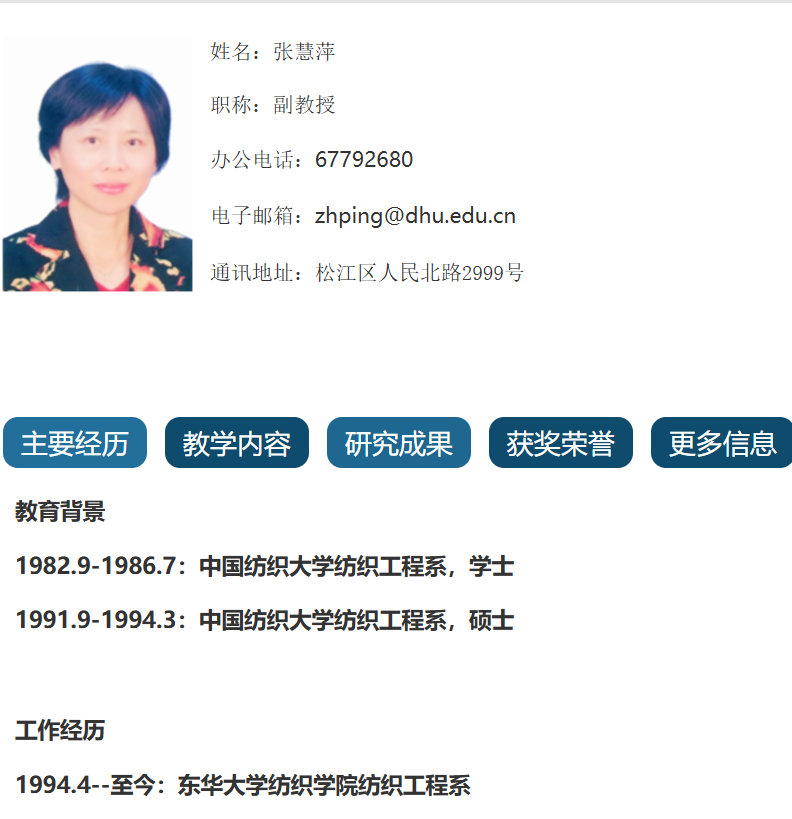 姓名：张慧萍
职称：副教授
办公电话：67792680
电子邮箱：zhping@dhu.edu.cn
通讯地址：松江区人民北路2999号
主要经历 教学内容 研究成果 获奖荣誉 更多信息
教育背景
1982.9-1986.7：中国纺织大学纺织工程系，学士
1991.9-1994.3：中国纺织大学纺织工程系，硕士
工作经历
1994.4--至今：东华大学纺织学院纺织工程系